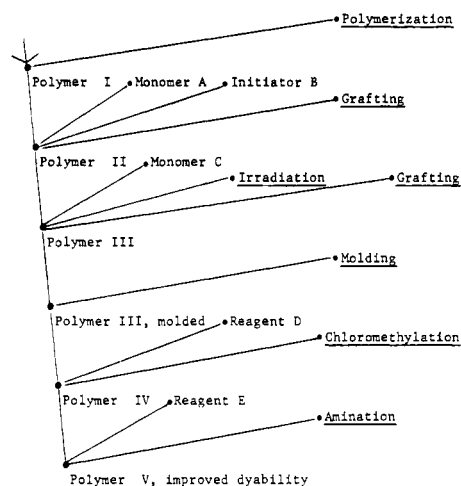 Polymerization
Polymer I Monomer A Initiator B
Grafting
Polymer II Monomer C
Irradiation Grafting
Polymer III
Molding
Polymer III, molded Reagent D
Chloromethylation
Polymer IV Reagent E
Amination
Polymer V, improved dyability